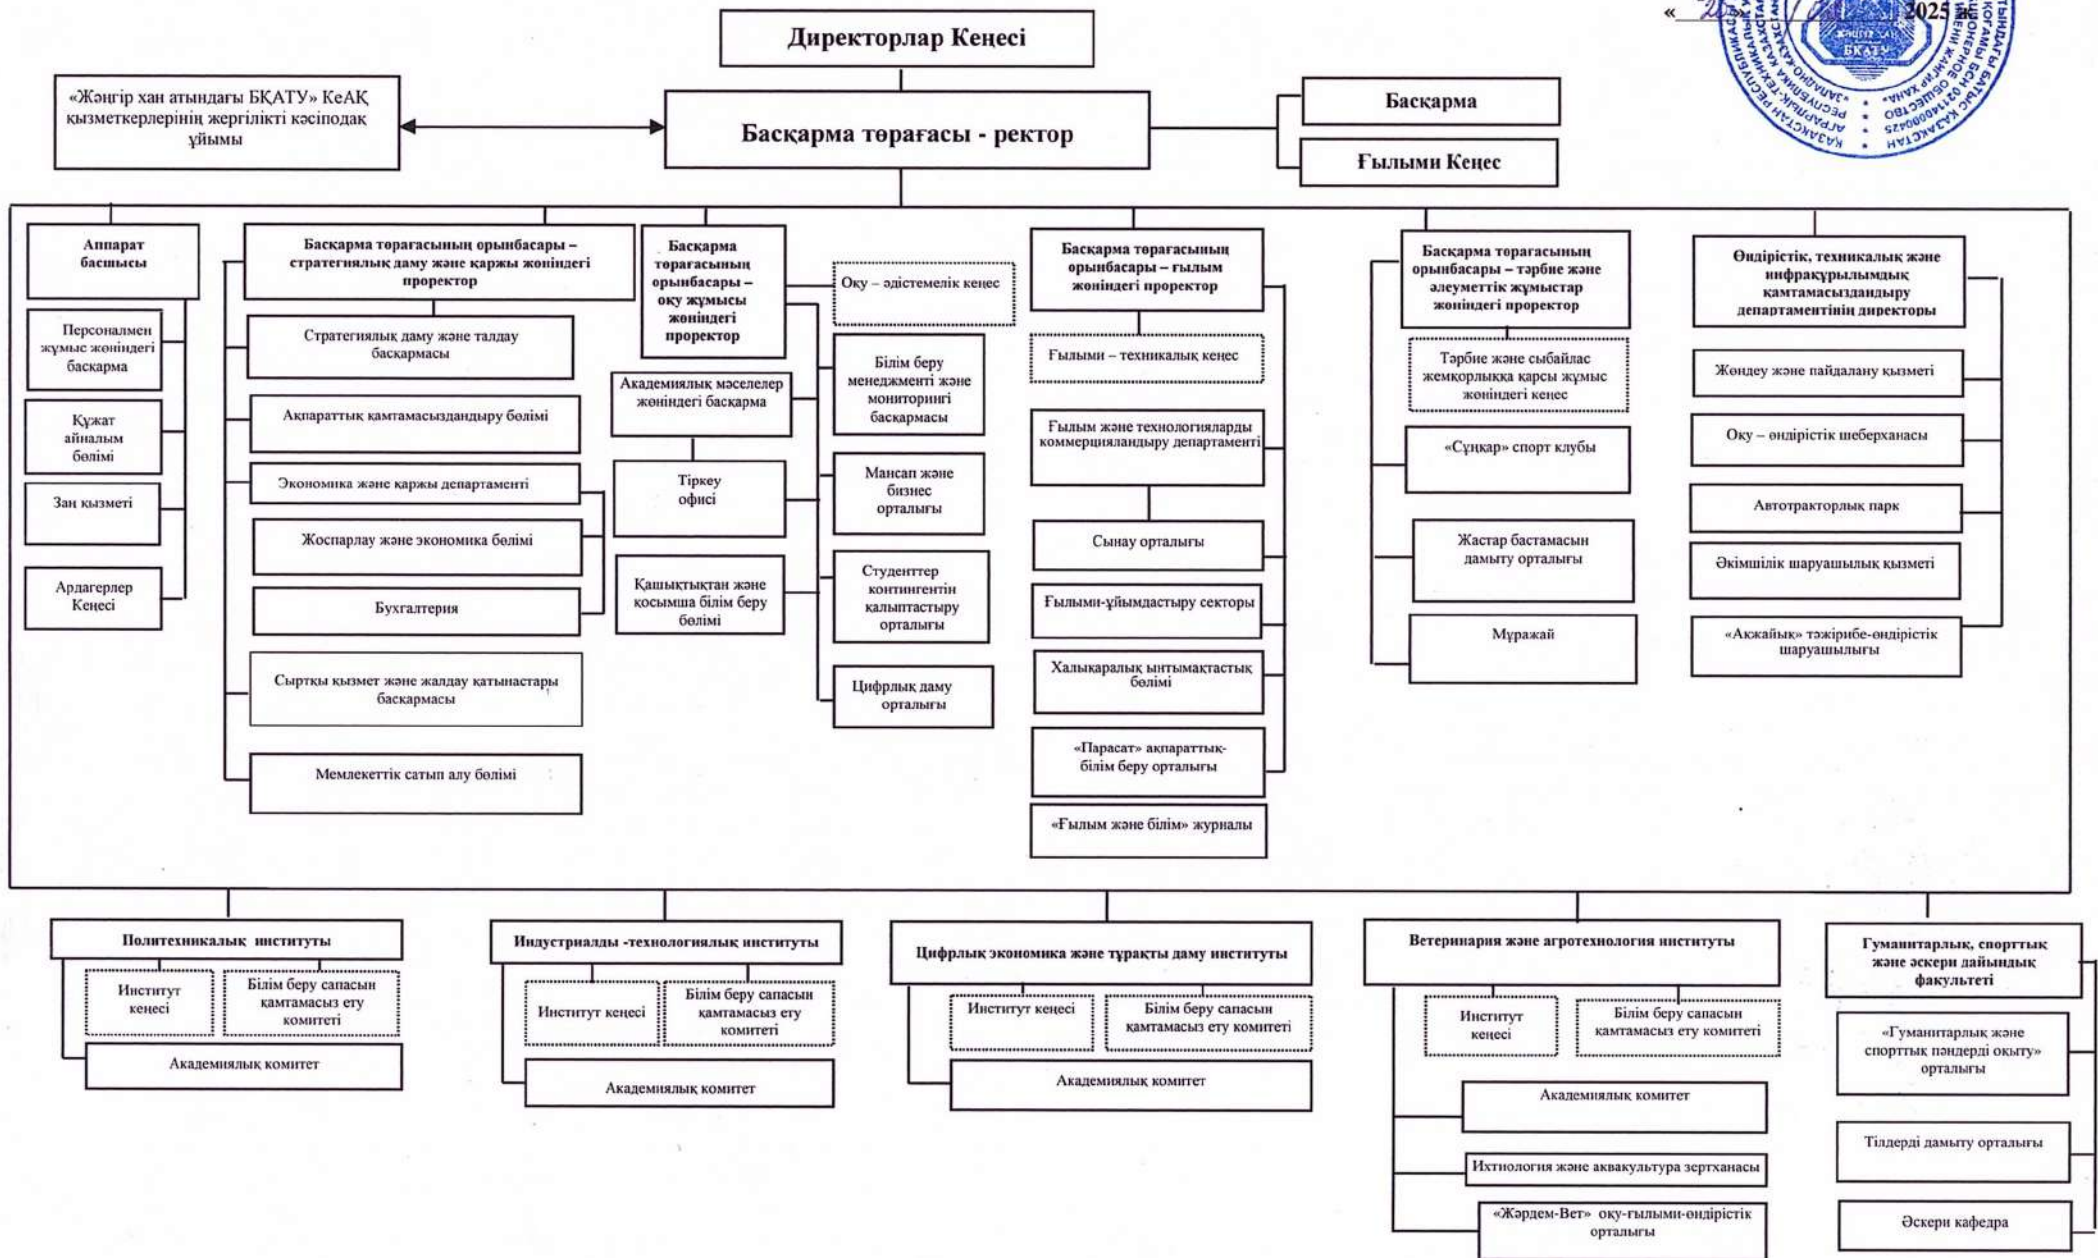 « 20 » 2025 ж
Директорлар Кеңесі
«Жәңгір хан атындағы БҚАТУ» КеАҚ
қызметкерлерінің жергілікті кәсіподақ
ұйымы
Басқарма төрағасы - ректор
Басқарма
Ғылыми Кеңес
Аппарат
басшысы
Персоналмен
жұмыс жөніндегі
басқарма
Құжат
айналым
бөлімі
Заң қызметі
Ардагерлер
Кеңесі
Басқарма төрағасының орынбасары –
стратегиялық даму және қаржы жөніндегі
проректор
Стратегиялық даму және талдау
басқармасы
Ақпараттық қамтамасыздандыру бөлімі
Экономика және қаржы департаменті
Жоспарлау және экономика бөлімі
Бухгалтерия
Сыртқы қызмет және жалдау қатынастары
басқармасы
Мемлекеттік сатып алу бөлімі
Басқарма
төрағасының
орынбасары –
оқу жұмысы
жөніндегі
проректор
Академиялық мәселелер
жөніндегі басқарма
Тіркеу
офисі
Қашықтықтан және
қосымша білім беру
бөлімі
Оқу – әдістемелік кеңес
Білім беру
менеджменті және
мониторингі
басқармасы
Мансап және
бизнес
орталығы
Студенттер
контингентін
қалыптастыру
орталығы
Цифрлық даму
орталығы
Басқарма төрағасының
орынбасары – ғылым
жөніндегі проректор
Ғылыми – техникалық кеңес
Ғылым және технологияларды
коммерцияландыру департаменті
Сынау орталығы
Ғылыми-ұйымдастыру секторы
Халықаралық ынтымақтастық
бөлімі
«Парасат» ақпараттық-
білім беру орталығы
«Ғылым және білім» журналы
Басқарма төрағасының
орынбасары – тәрбие және
әлеуметтік жұмыстар
жөніндегі проректор
Тәрбие және сыбайлас
жемқорлыққа қарсы жұмыс
жөніндегі кеңес
«Сұңқар» спорт клубы
Жастар бастамасын
дамыту орталығы
Мұражай
Өндірістік, техникалық және
инфрақұрылымдық
қамтамасыздандыру
департаментінің директоры
Жөндеу және пайдалану қызметі
Оқу – өндірістік шеберханасы
Автотракторлық парк
Әкімшілік шаруашылық қызметі
«Ақжайық» тәжірибе-өндірістік
шаруашылығы
Политехникалық институты
Институт
кеңесі
Білім беру сапасын
қамтамасыз ету
комитеті
Академиялық комитет
Индустриалды -технологиялық институты
Институт кеңесі
Білім беру сапасын
қамтамасыз ету
комитеті
Академиялық комитет
Цифрлық экономика және тұрақты даму институты
Институт кеңесі
Білім беру сапасын
қамтамасыз ету комитеті
Академиялық комитет
Ветеринария және агротехнология институты
Институт
кеңесі
Білім беру сапасын
қамтамасыз ету комитеті
Академиялық комитет
Ихтиология және аквакультура зертханасы
«Жәрдем-Вет» оқу-ғылыми-өндірістік
орталығы
Гуманитарлық, спорттық
және әскери дайындық
факультеті
«Гуманитарлық және
спорттық пәндерді оқыту»
орталығы
Тілдерді дамыту орталығы
Әскери кафедра